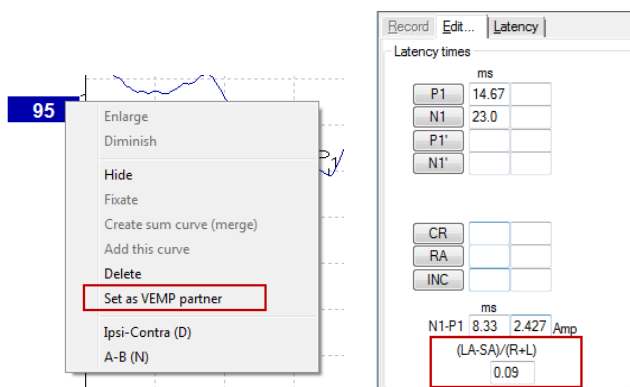 95
Enlarge
Diminish
Hide
Fixate
Create sum curve (merge)
Add this curve
Delete
Set as VEMP partner
Ipsi-Contra (D)
A-B (N)
Record Edit... Latency
Latency times
ms
P1 14.67
N1 23.0
P1'
N1'
CR
RA
INC
ms
N1-P1 8.33 2.427 Amp
(LA-SA)/(R+L)
0.09